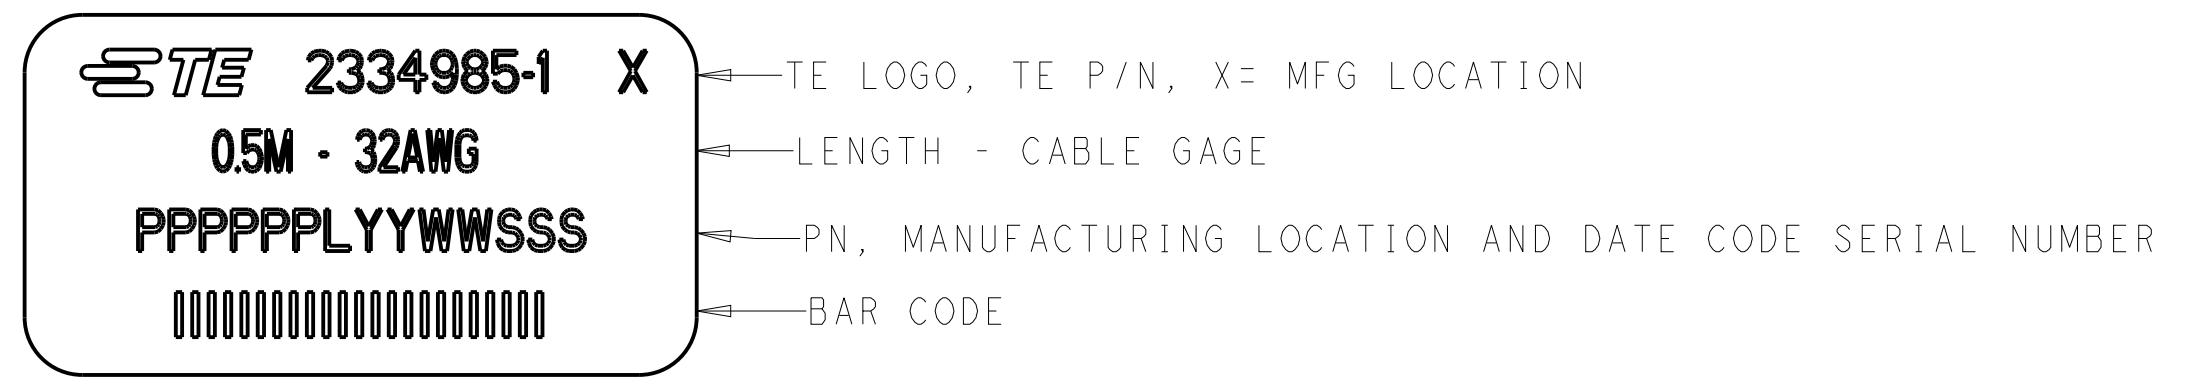 TE 2334985-1 X TE LOGO, TE P/N, X= MFG LOCATION
0.5M - 32AWG LENGTH - CABLE GAGE
PPPPPPLYYWWSSS PN, MANUFACTURING LOCATION AND DATE CODE SERIAL NUMBER
BAR CODE